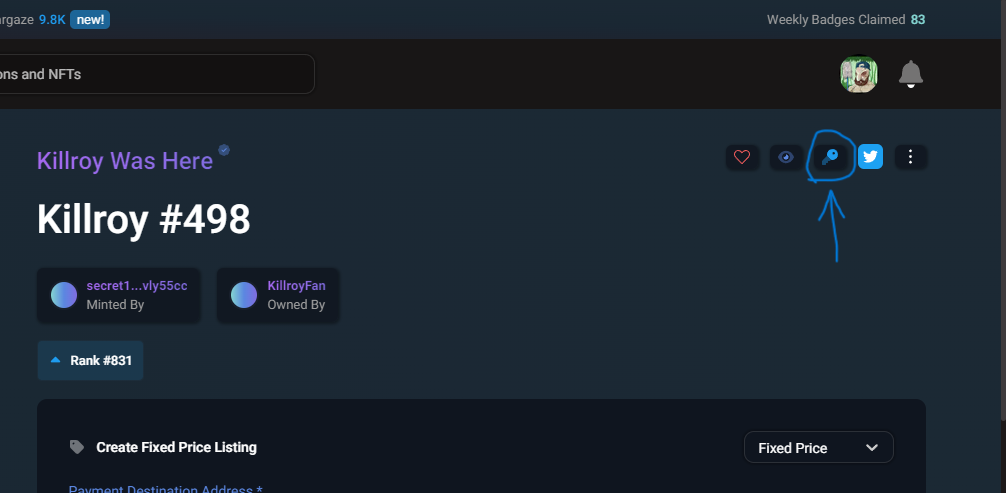 rgaze 9.8K new!
Weekly Badges Claimed 83
ons and NFTs
Killroy Was Here
Killroy #498
secret1...vly55cc
Minted By
KillroyFan
Owned By
Rank #831
Create Fixed Price Listing
Fixed Price
Payment Destination Address *